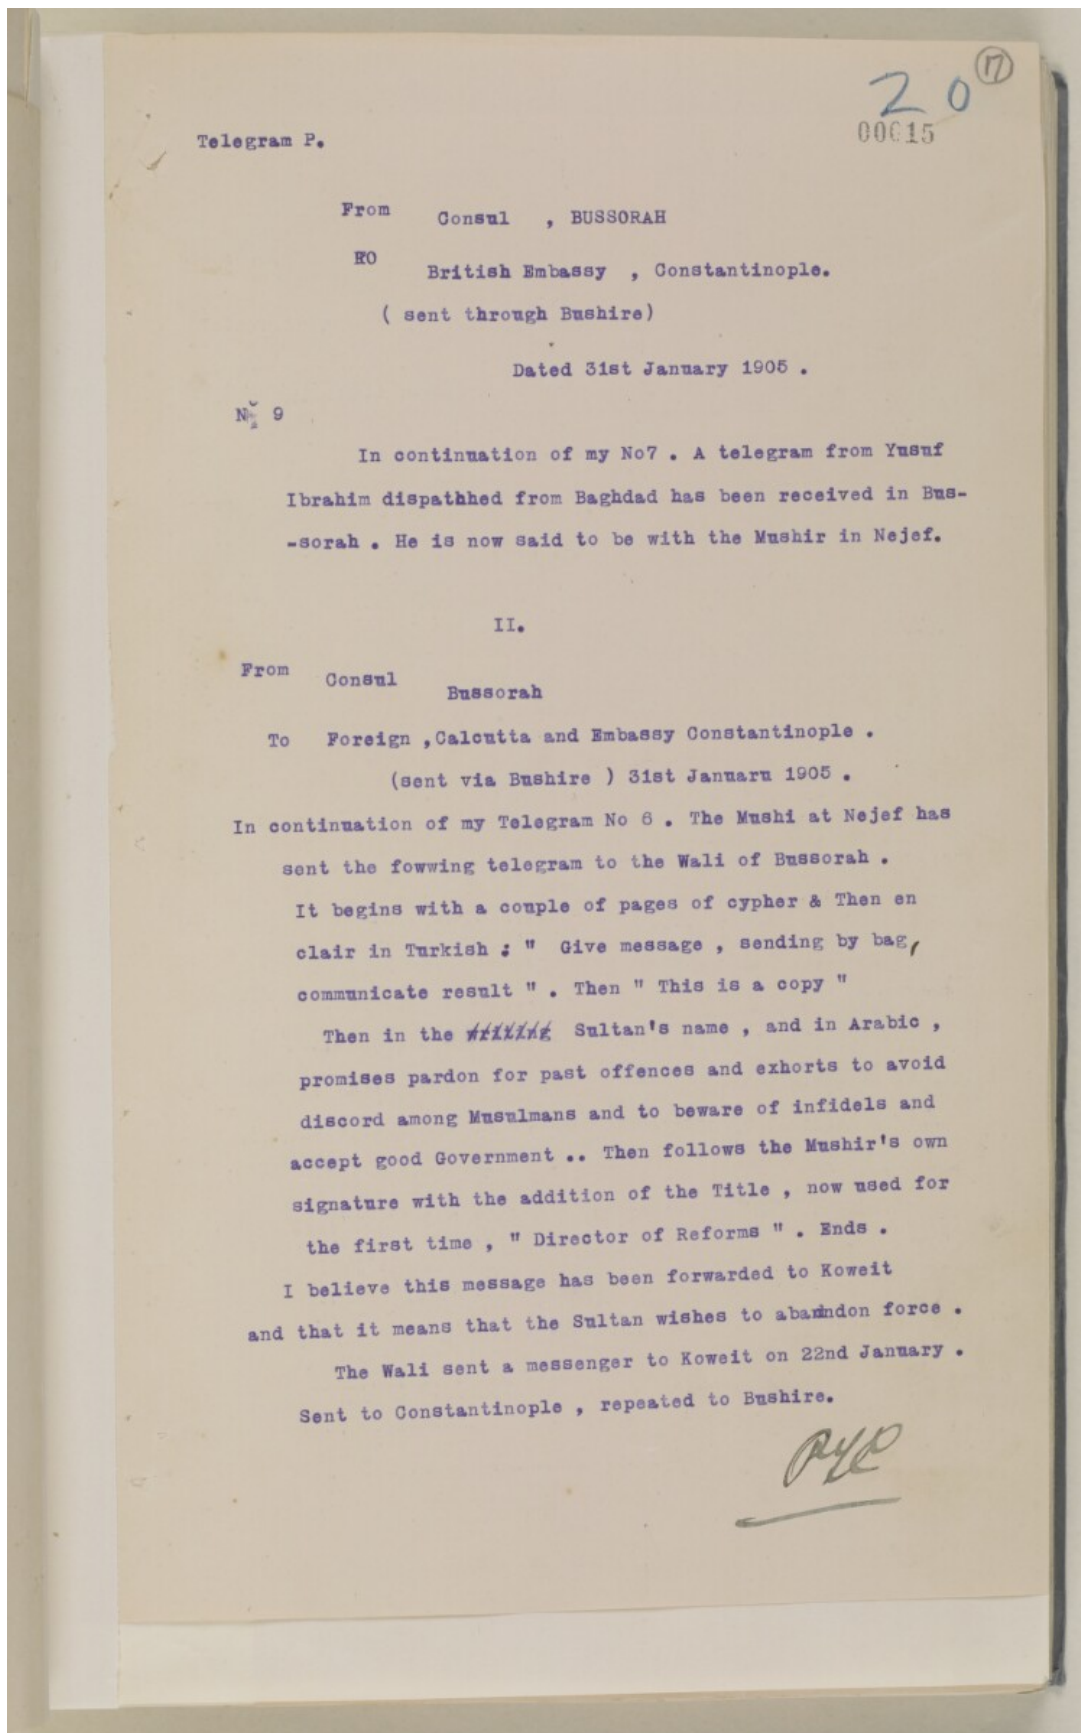 20 17
00015
Telegram P.
From Consul , BUSSORAH
RO British Embassy , Constantinople.
( sent through Bushire)
Dated 31st January 1905 .
No 9
In continuation of my No7 . A telegram from Yusuf
Ibrahim dispathhed from Baghdad has been received in Bus-
-sorah . He is now said to be with the Mushir in Nejef.
II.
From Consul Bussorah
To Foreign ,Calcutta and Embassy Constantinople .
(sent via Bushire ) 31st Januaru 1905 .
In continuation of my Telegram No 6 . The Mushi at Nejef has
sent the fowwing telegram to the Wali of Bussorah .
It begins with a couple of pages of cypher & Then en
clair in Turkish ; " Give message , sending by bag,
communicate result " . Then " This is a copy "
Then in the writing Sultan's name , and in Arabic ,
promises pardon for past offences and exhorts to avoid
discord among Musulmans and to beware of infidels and
accept good Government .. Then follows the Mushir's own
signature with the addition of the Title , now used for
the first time , " Director of Reforms " . Ends .
I believe this message has been forwarded to Koweit
and that it means that the Sultan wishes to abandon force .
The Wali sent a messenger to Koweit on 22nd January .
Sent to Constantinople , repeated to Bushire.